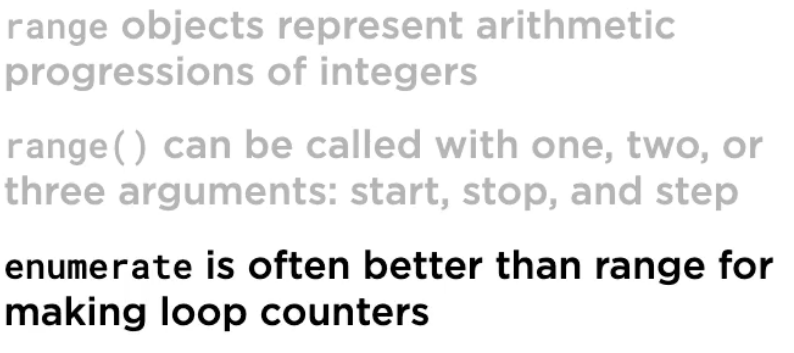 range objects represent arithmetic
progressions of integers
range() can be called with one, two, or
three arguments: start, stop, and step
enumerate is often better than range for
making loop counters